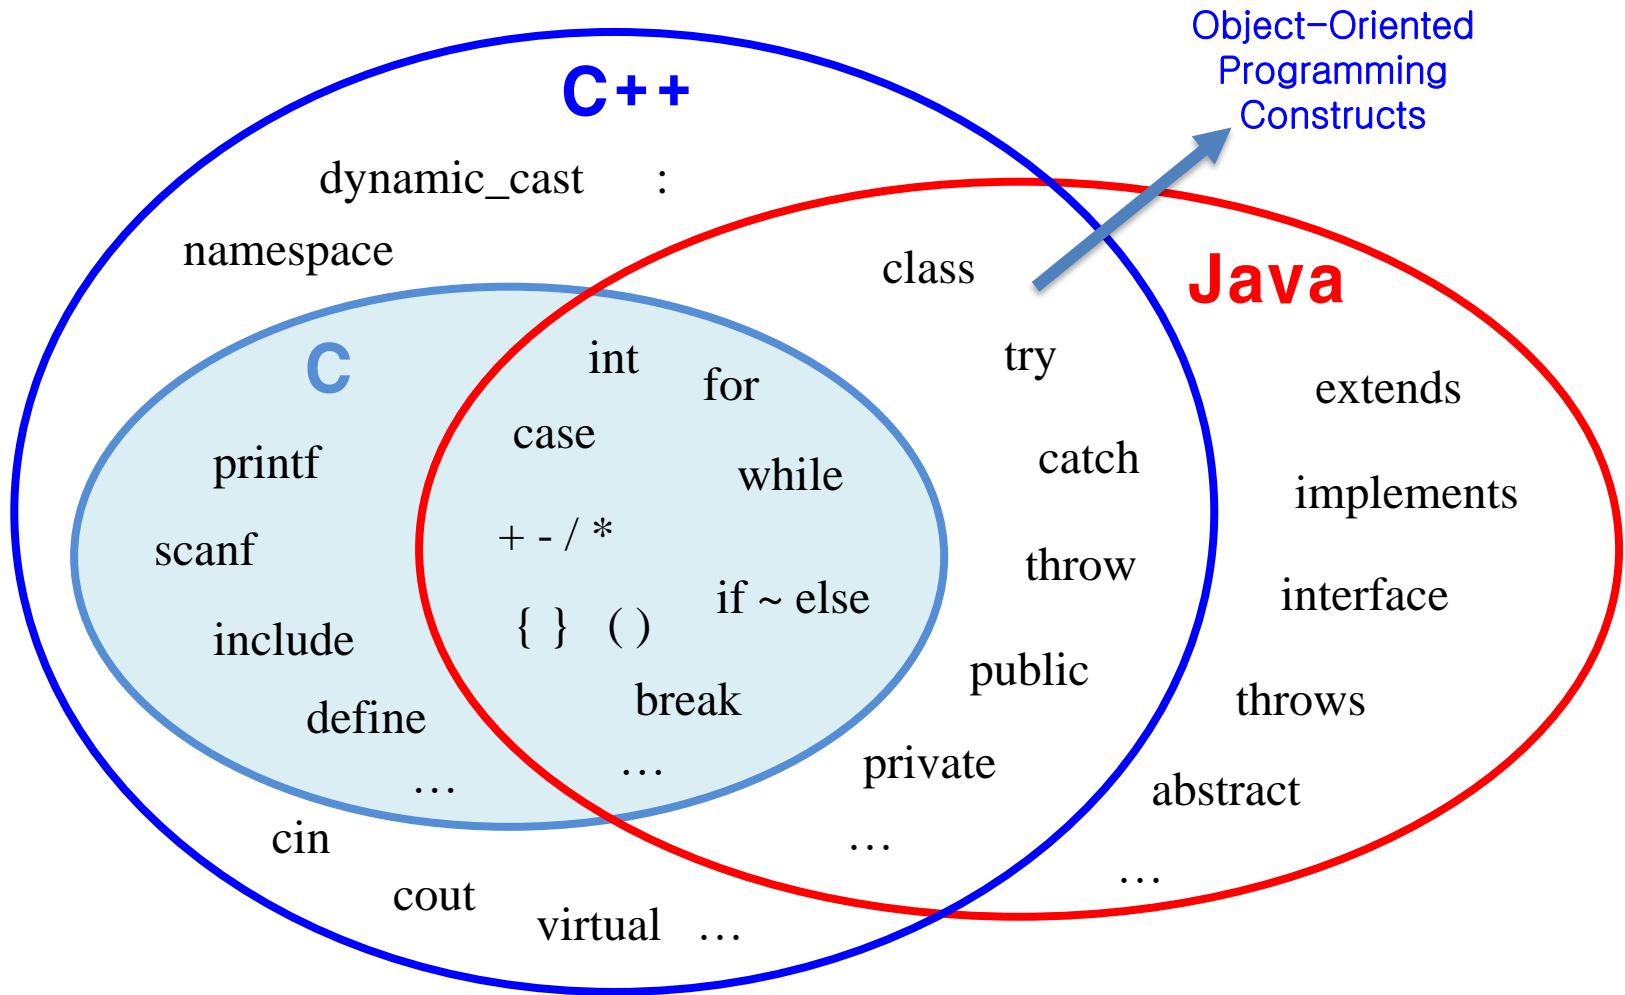 Object-Oriented
Programming
Constructs
C++
dynamic_cast :
namespace
class
Java
C
int
for
try
extends
case
printf
while
catch
implements
+ - / *
scanf
throw
if ~ else
interface
{ } ( )
include
public
break
throws
define
private
…
…
abstract
cin
…
…
cout
virtual …